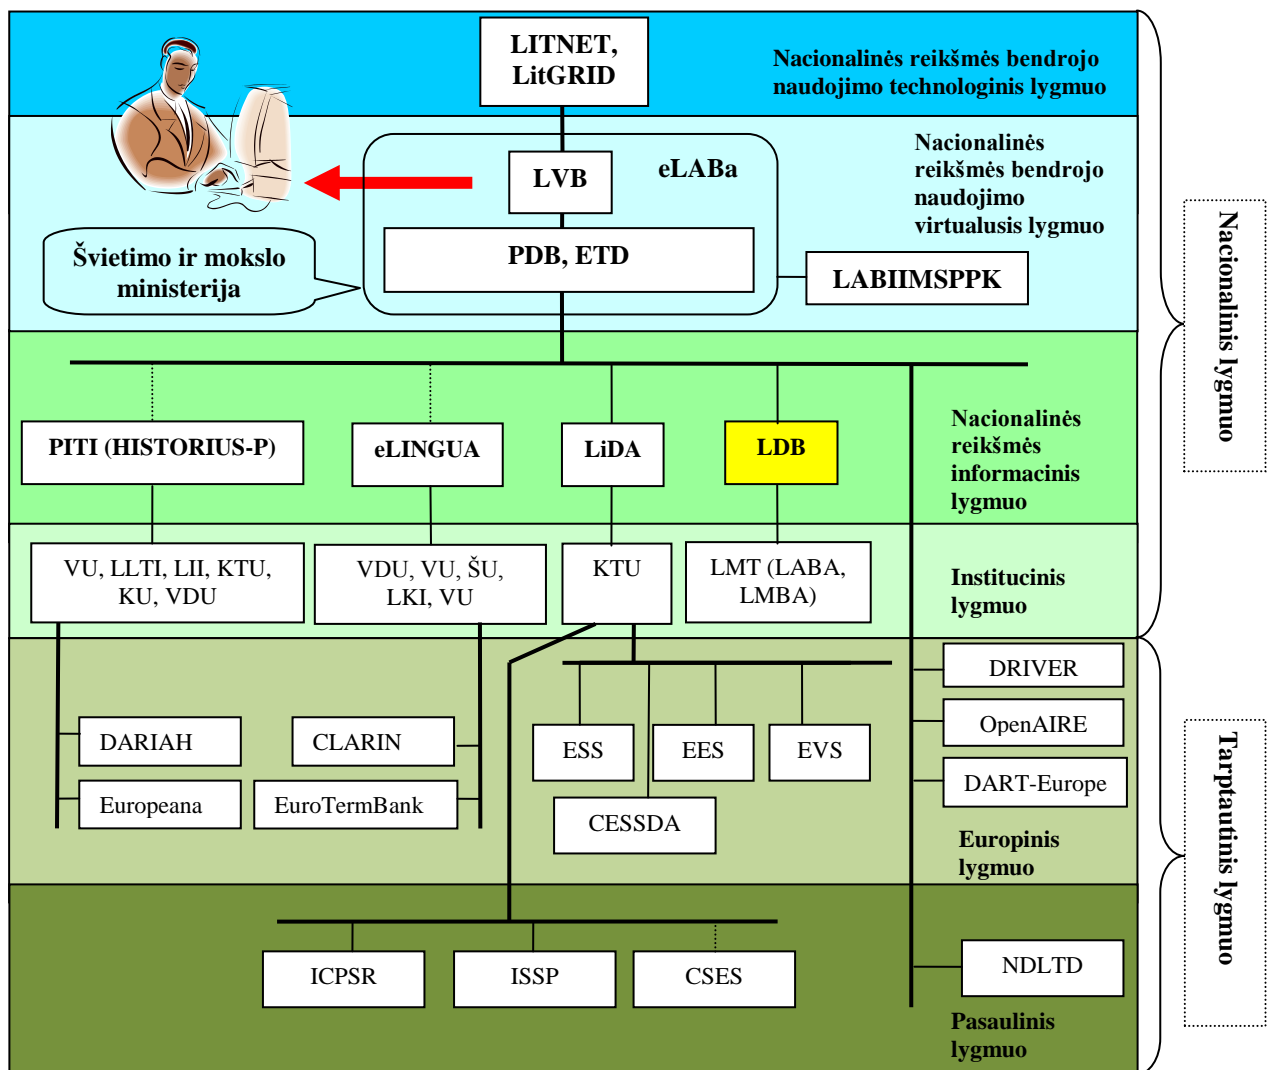 LITNET,
LitGRID
Nacionalinės reikšmės bendrojo
naudojimo technologinis lygmuo
LVB
eLABa
Nacionalinės
reikšmės bendrojo
naudojimo
virtualusis lygmuo
Švietimo ir mokslo
ministerija
PDB, ETD
LABIIMSPPK
Nacionalinis lygmuo
PITI (HISTORIUS-P)
eLINGUA
LiDA
LDB
Nacionalinės
reikšmės
informacinis
lygmuo
VU, LLTI, LII, KTU,
KU, VDU
VDU, VU, ŠU,
LKI, VU
KTU
LMT (LABA,
LMBA)
Institucinis
lygmuo
DRIVER
OpenAIRE
DART-Europe
DARIAH
CLARIN
ESS
EES
EVS
Europeana
EuroTermBank
CESSDA
Europinis
lygmuo
Tarptautinis lygmuo
ICPSR
ISSP
CSES
NDLTD
Pasaulinis
lygmuo